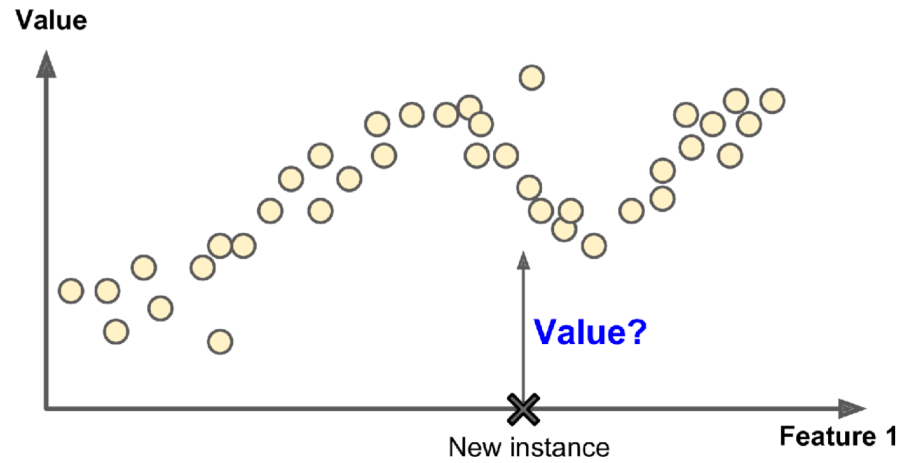 Value
Value?
New instance
Feature 1